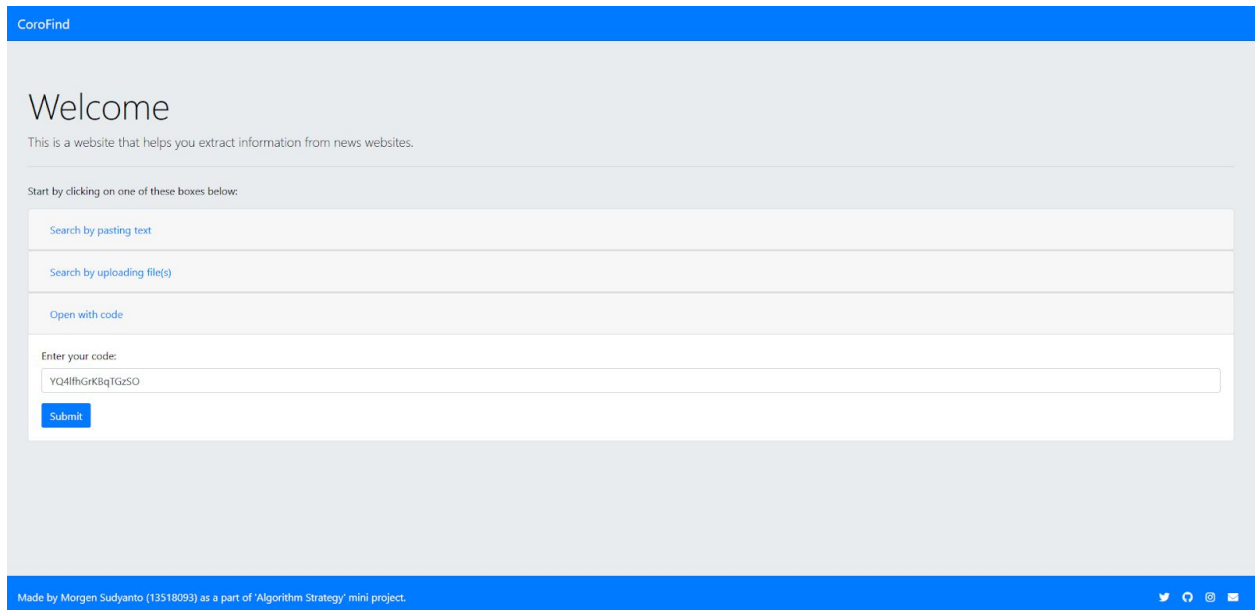 CoroFind
Welcome
This is a website that helps you extract information from news websites.
Start by clicking on one of these boxes below:
Search by pasting text
Search by uploading file(s)
Open with code
Enter your code:
YQ4lfhGrKBqTGzSO
Submit
Made by Morgen Sudyanto (13518093) as a part of 'Algorithm Strategy' mini project.